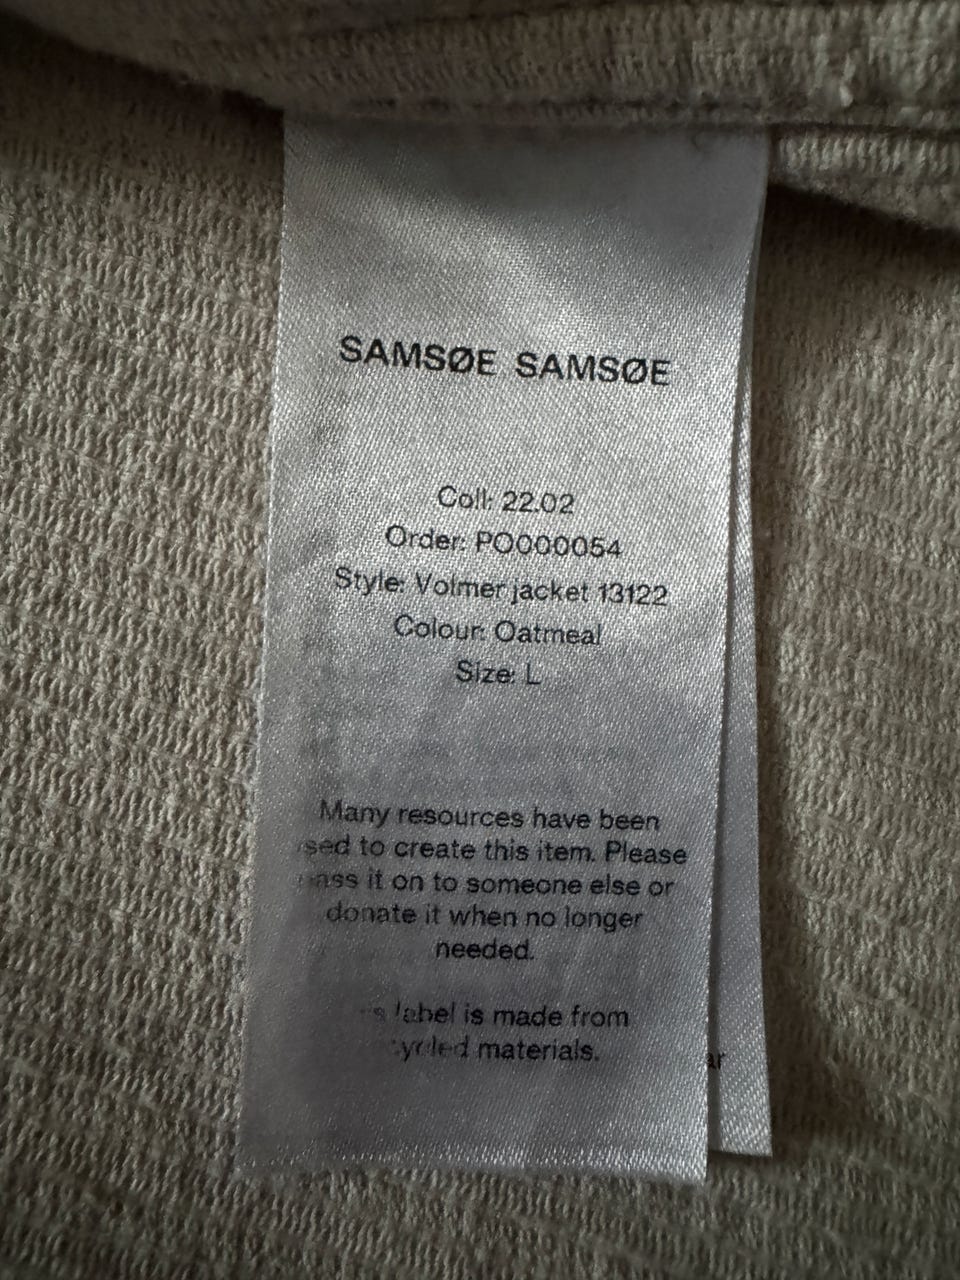 SAMSØE SAMSØE
Coll: 22.02
Order: PO000054
Style: Volmer jacket 13122
Colour: Oatmeal
Size: L
Many resources have been
sed to create this item. Please
ass it on to someone else or
donate it when no longer
needed.
s label is made from
ycled materials.
ar